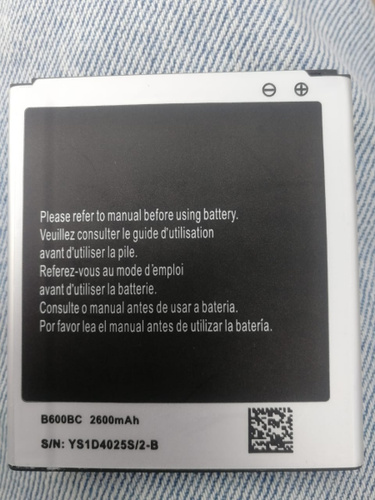 ⊖ ⊕
Please refer to manual before using battery.
Veuillez consulter le guide d'utilisation
avant d'utiliser la pile.
Referez-vous au mode d'emploi
avant d'utiliser la batterie.
Consulte o manual antes de usar a bateria.
Por favor lea el manual antes de utilizar la batería.
B600BC 2600mAh
S/N: YS1D4025S/2-B